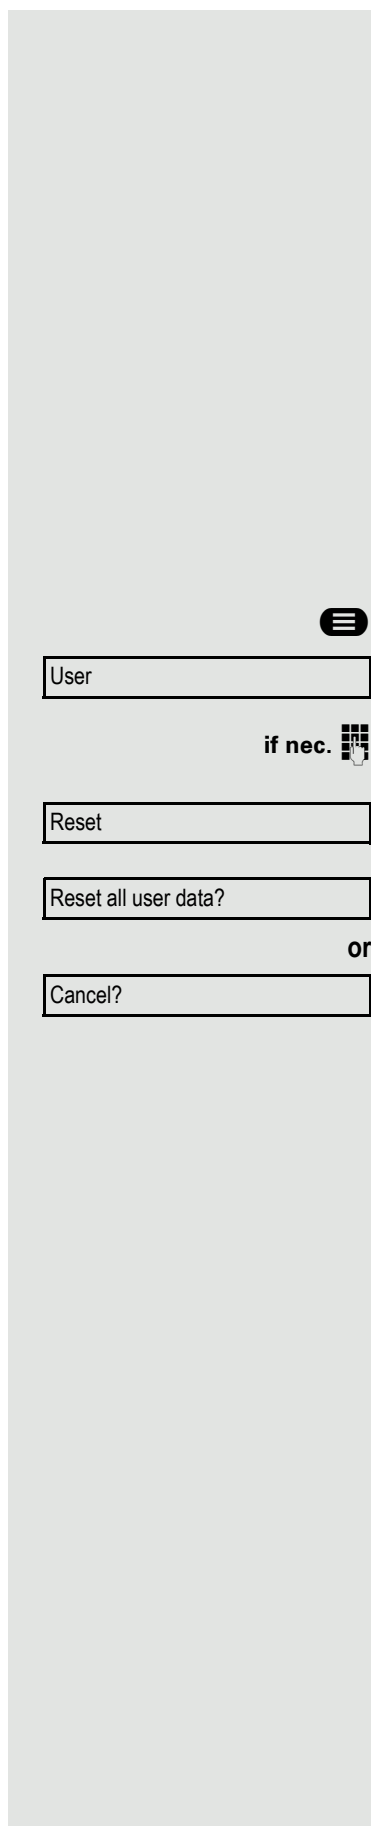 User
if nec.
Reset
Reset all user data?
or
Cancel?